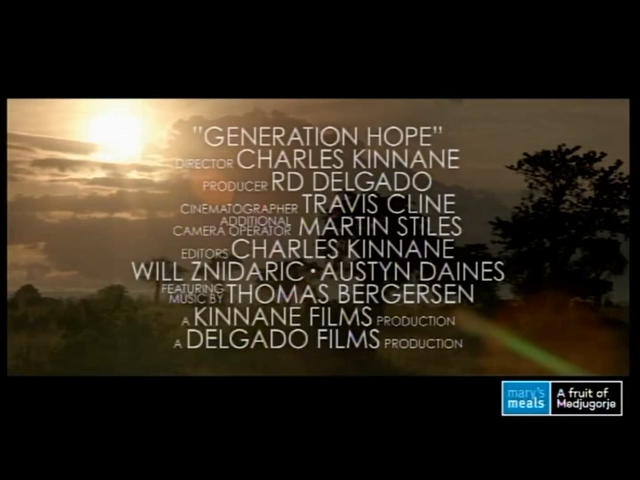 "GENERATION HOPE"
DIRECTOR CHARLES KINNANE
PRODUCER RD DELGADO
CINEMATOGRAPHER TRAVIS CLINE
ADDITIONAL
CAMERA OPERATOR MARTIN STILES
EDITORS CHARLES KINNANE
WILL ZNIDARIC · AUSTYN DAINES
FEATURING
MUSIC BY THOMAS BERGERSEN
A KINNANE FILMS PRODUCTION
A DELGADO FILMS PRODUCTION
mary's
meals
A fruit of
Medjugorje